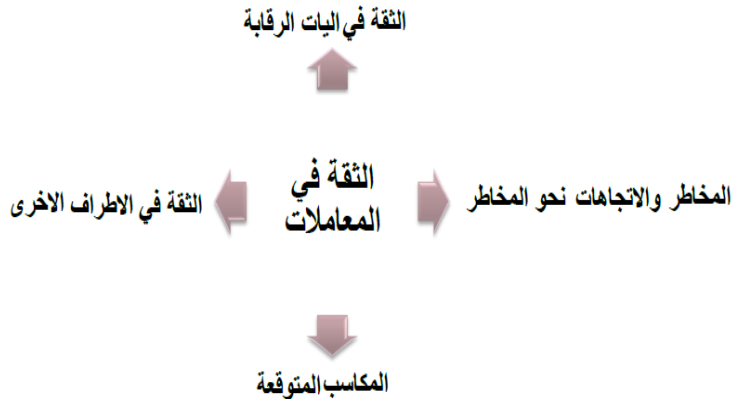 الثقة في اليات الرقابة
المخاطر والاتجاهات نحو المخاطر
الثقة في
المعاملات
الثقة في الاطراف الاخرى
المكاسب المتوقعة